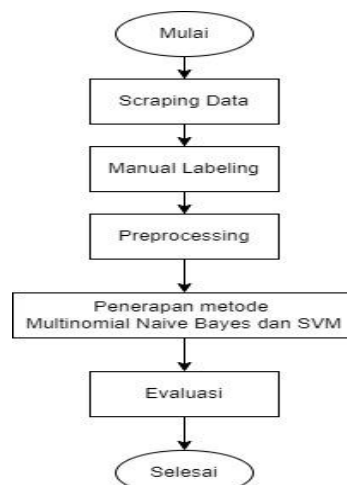 Mulai
Scraping Data
Manual Labeling
Preprocessing
Penerapan metode
Multinomial Naive Bayes dan SVM
Evaluasi
Selesai